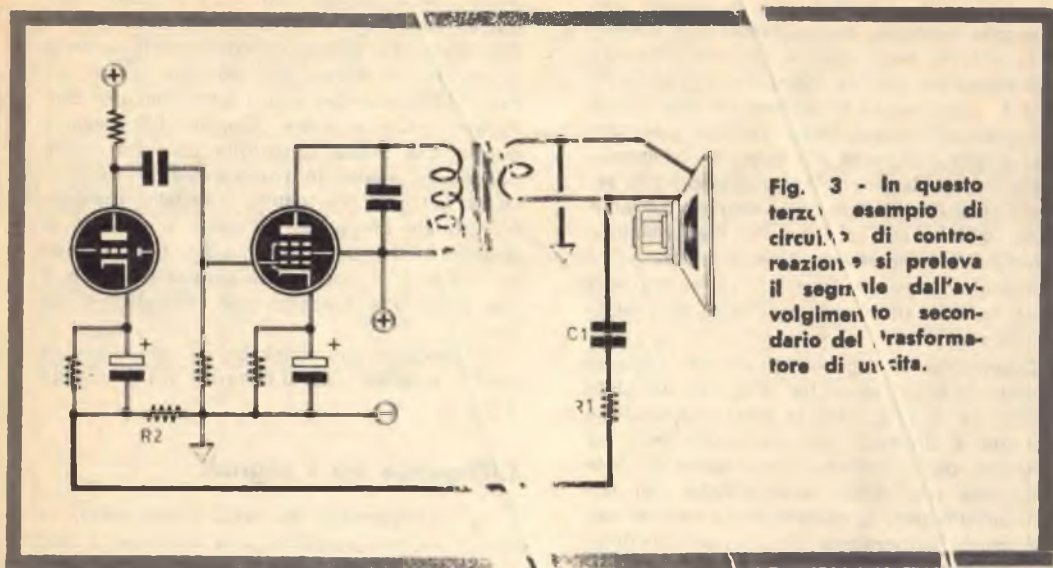 Fig. 3 - In questo
terzo esempio di
circuito di contro-
reazione si preleva
il segnale dall'av-
volgimento secon-
dario del trasforma-
tore di uscita.
+
+
+
+
C1
R1
R2
−